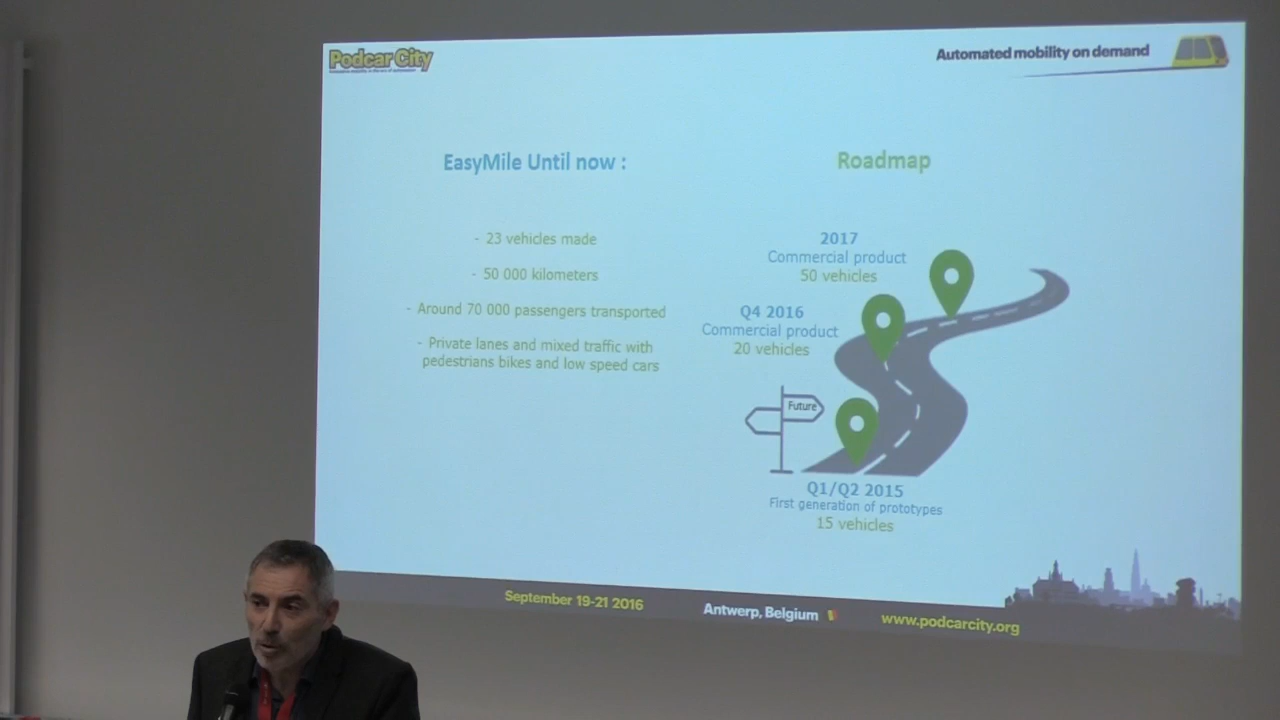 Podcar City
Automated mobility on demand
EasyMile Until now :
- 23 vehicles made
- 50 000 kilometers
- Around 70 000 passengers transported
- Private lanes and mixed traffic with
pedestrians bikes and low speed cars
Roadmap
2017
Commercial product
50 vehicles
Q4 2016
Commercial product
20 vehicles
Future
Q1/Q2 2015
First generation of prototypes
15 vehicles
September 19-21 2016
Antwerp, Belgium
www.podcarcity.org